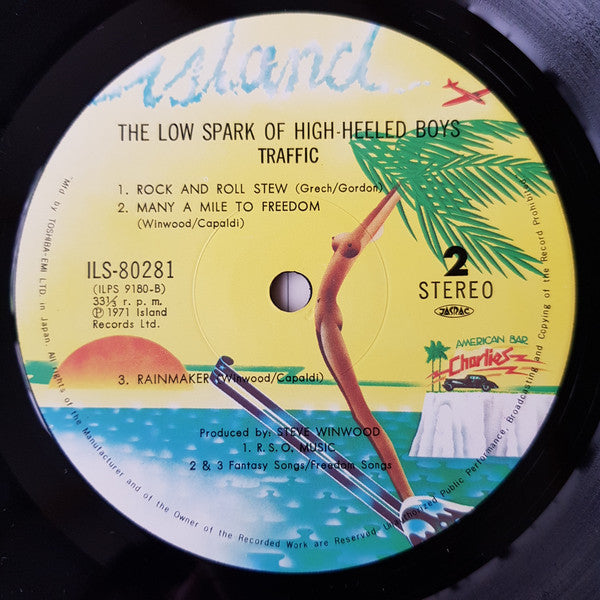 island
THE LOW SPARK OF HIGH-HEELED BOYS
TRAFFIC
1. ROCK AND ROLL STEW (Grech/Gordon)
2. MANY A MILE TO FREEDOM
(Winwood/Capaldi)
ILS-80281
(ILPS 9180-B)
33⅓ r. p. m.
Ⓟ 1971 Island
Records Ltd.
2
STEREO
JASRAC
AMERICAN BAR
Charlies
3. RAINMAKER (Winwood/Capaldi)
Produced by: STEVE WINWOOD
1. R. S. O. MUSIC
2 & 3 Fantasy Songs/Freedom Songs
Mf'd by TOSHIBA-EMI LTD. in Japan. All rights of the Manufacturer and of the Owner of the Recorded Work are Reserved. Unauthorized Public Performance, Broadcasting and Copying of the Record Prohibited